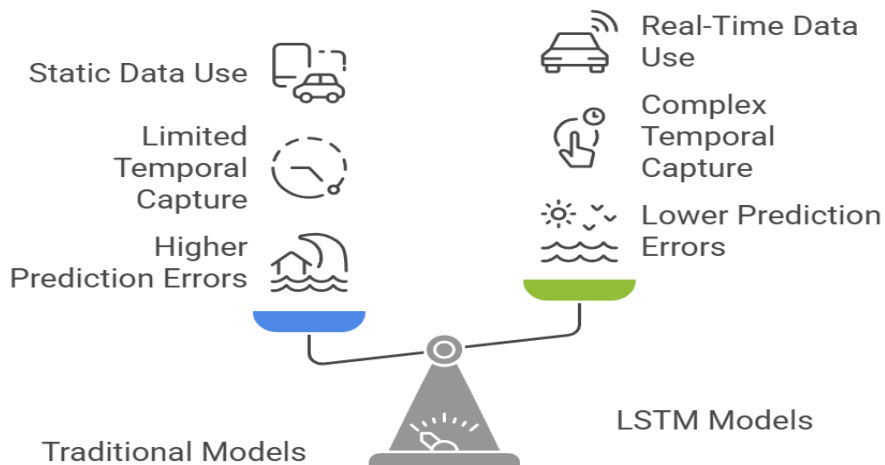 Static Data Use
Limited
Temporal
Capture
Higher
Prediction Errors
Real-Time Data
Use
Complex
Temporal
Capture
Lower Prediction
Errors
Traditional Models
LSTM Models